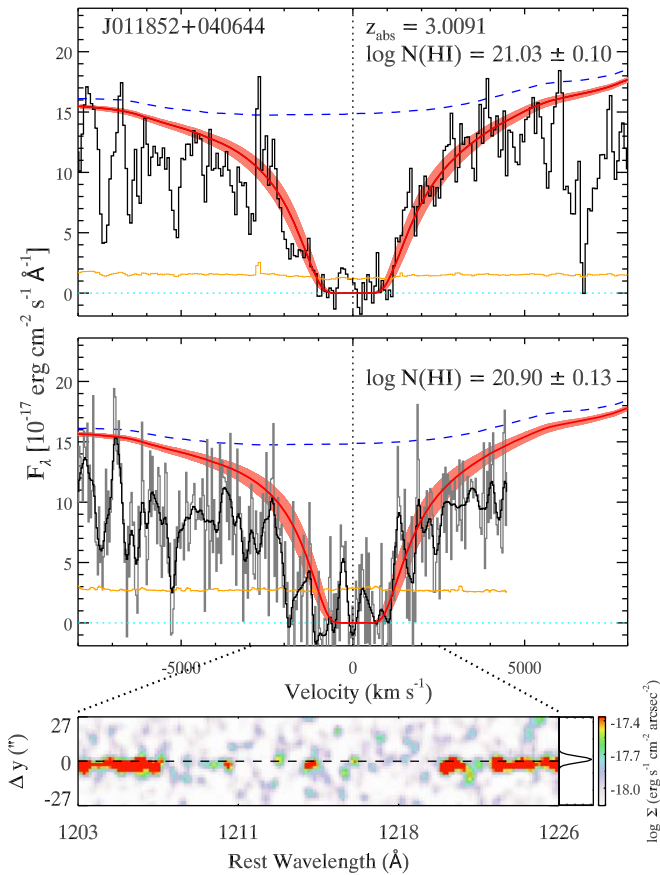 J011852+040644
z_abs = 3.0091
log N(HI) = 21.03 ± 0.10
20
15
10
5
0
F_λ [10^-17 erg cm^-2 s^-1 Å^-1]
log N(HI) = 20.90 ± 0.13
20
15
10
5
0
-5000 0 5000
Velocity (km s^-1)
27
0
-27
Δ y (")
-17.4
-17.7
-18.0
log Σ (erg s^-1 cm^-2 arcsec^-2)
1203 1211 1218 1226
Rest Wavelength (Å)